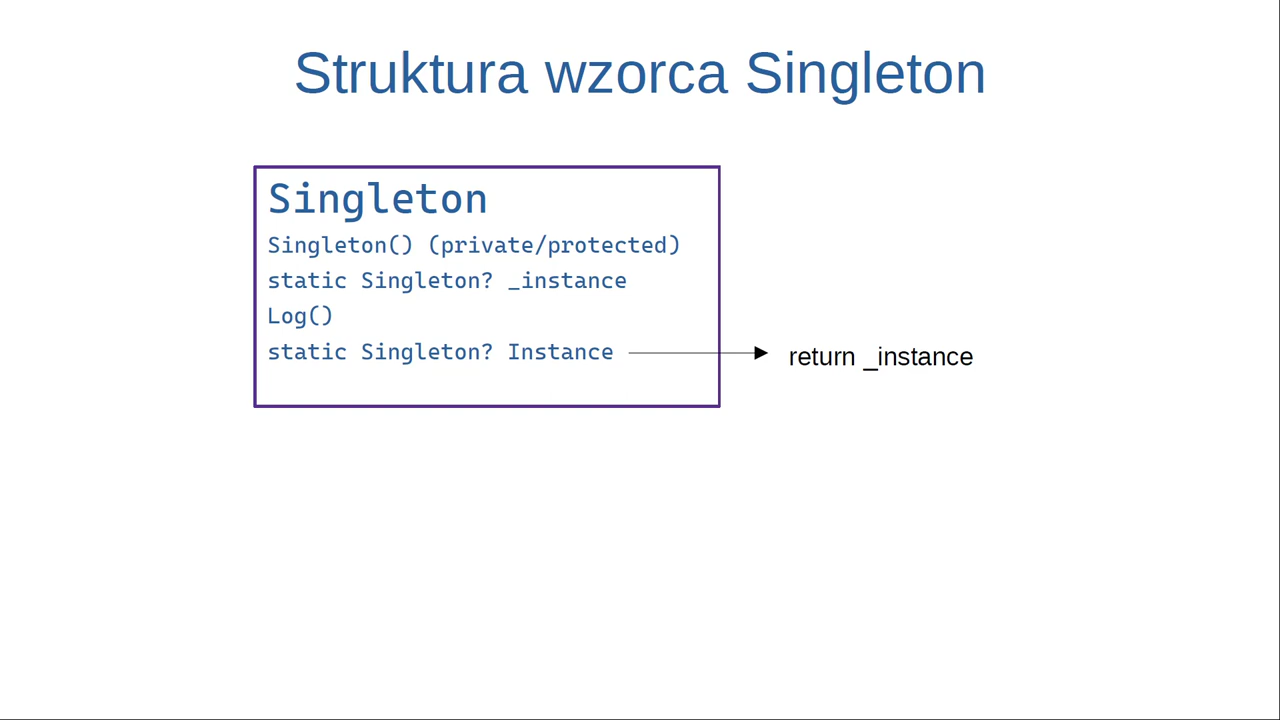 Struktura wzorca Singleton
Singleton
Singleton() (private/protected)
static Singleton? _instance
Log()
static Singleton? Instance
return _instance